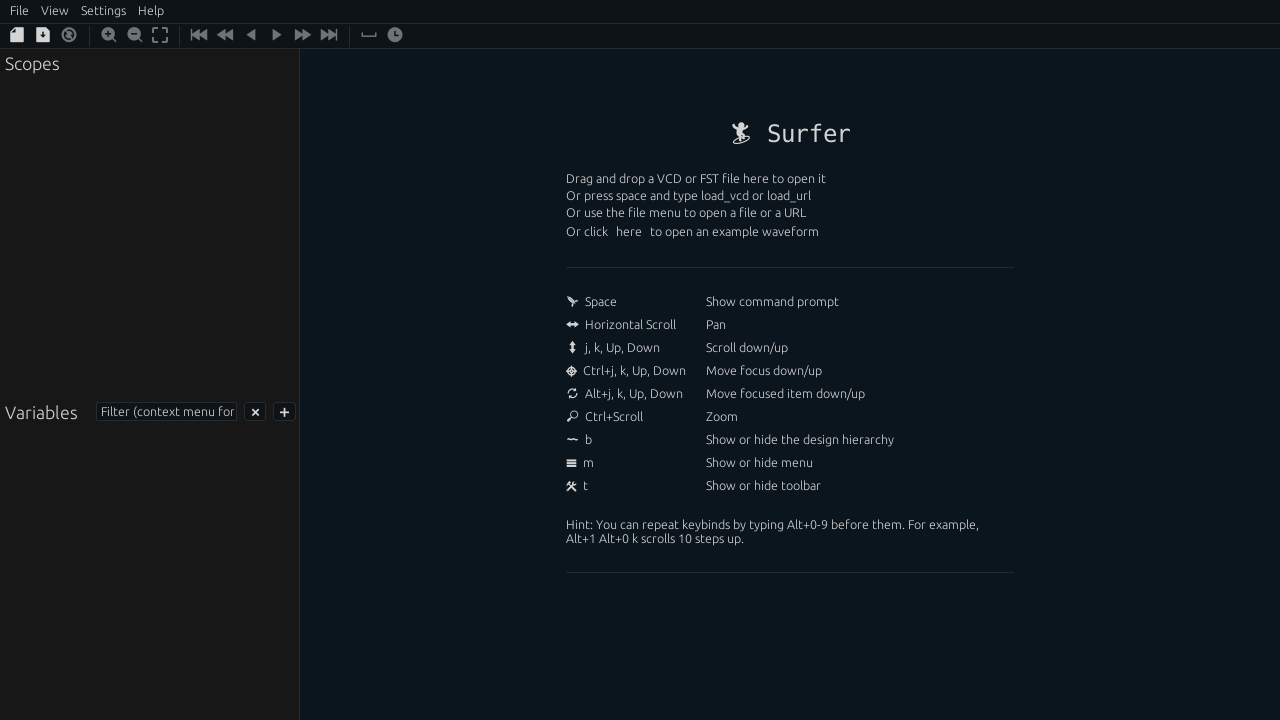 File View Settings Help
Scopes
Surfer
Drag and drop a VCD or FST file here to open it
Or press space and type load_vcd or load_url
Or use the file menu to open a file or a URL
Or click here to open an example waveform
Space Show command prompt
Horizontal Scroll Pan
j, k, Up, Down Scroll down/up
Ctrl+j, k, Up, Down Move focus down/up
Alt+j, k, Up, Down Move focused item down/up
Ctrl+Scroll Zoom
b Show or hide the design hierarchy
m Show or hide menu
t Show or hide toolbar
Hint: You can repeat keybinds by typing Alt+0-9 before them. For example,
Alt+1 Alt+0 k scrolls 10 steps up.
Variables Filter (context menu for